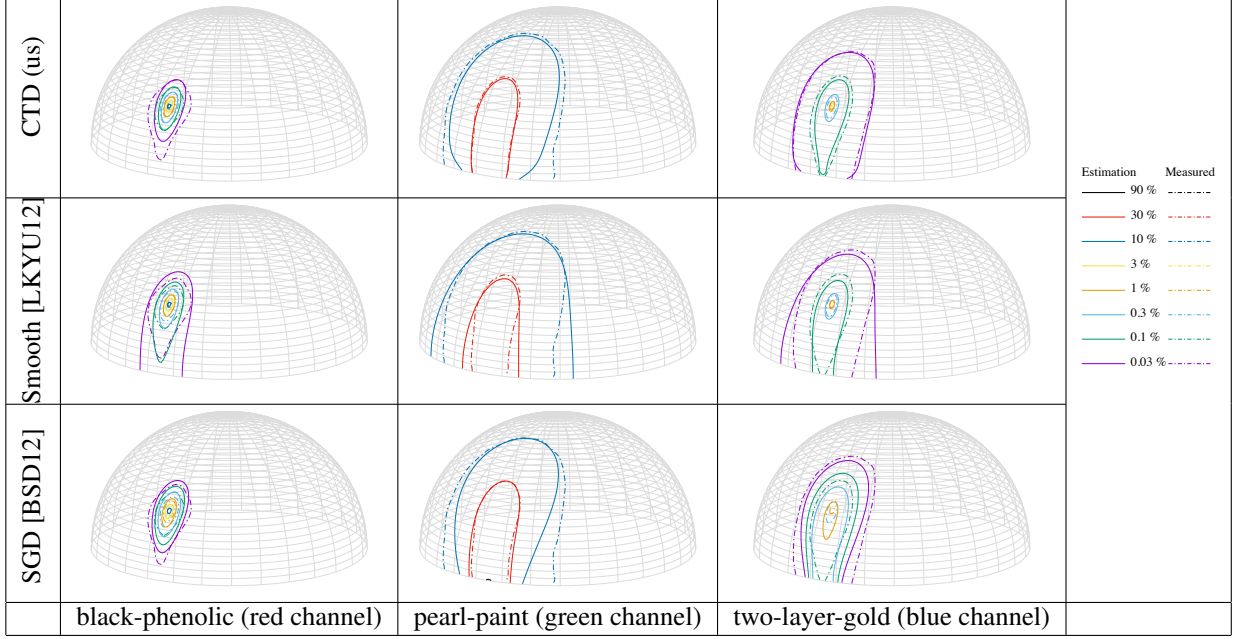 CTD (us)
Smooth [LKYU12]
SGD [BSD12]
Estimation Measured
90 %
30 %
10 %
3 %
1 %
0.3 %
0.1 %
0.03 %
black-phenolic (red channel)
pearl-paint (green channel)
two-layer-gold (blue channel)